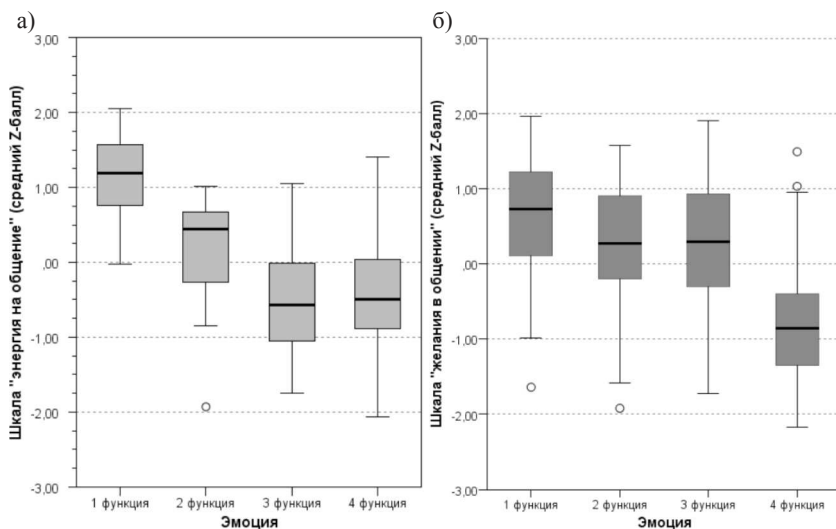 а)
Шкала "энергия на общение" (средний Z-балл)
3,00
2,00
1,00
,00
-1,00
-2,00
-3,00
1 функция 2 функция 3 функция 4 функция
Эмоция
б)
Шкала "желания в общении" (средний Z-балл)
3,00
2,00
1,00
,00
-1,00
-2,00
-3,00
1 функция 2 функция 3 функция 4 функция
Эмоция